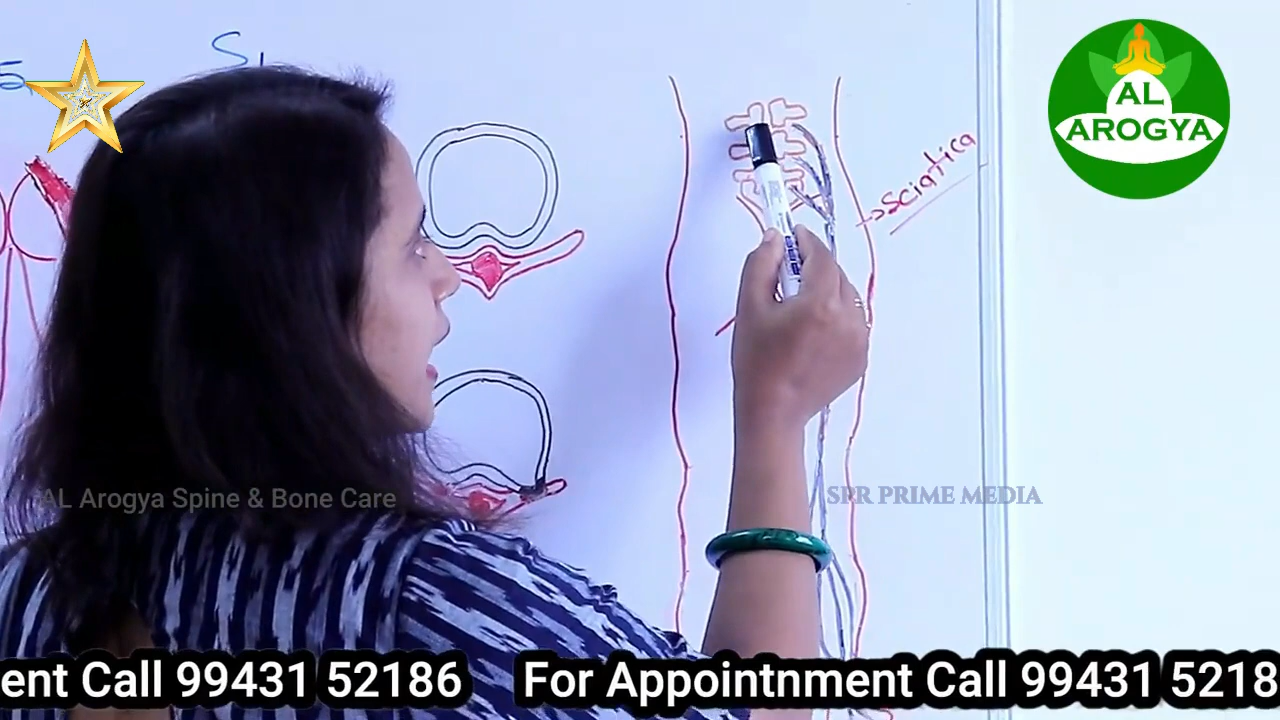 AL
AROGYA
Sciatica
AL Arogya Spine & Bone Care
SPR PRIME MEDIA
ent Call 99431 52186 For Appointnment Call 99431 5218